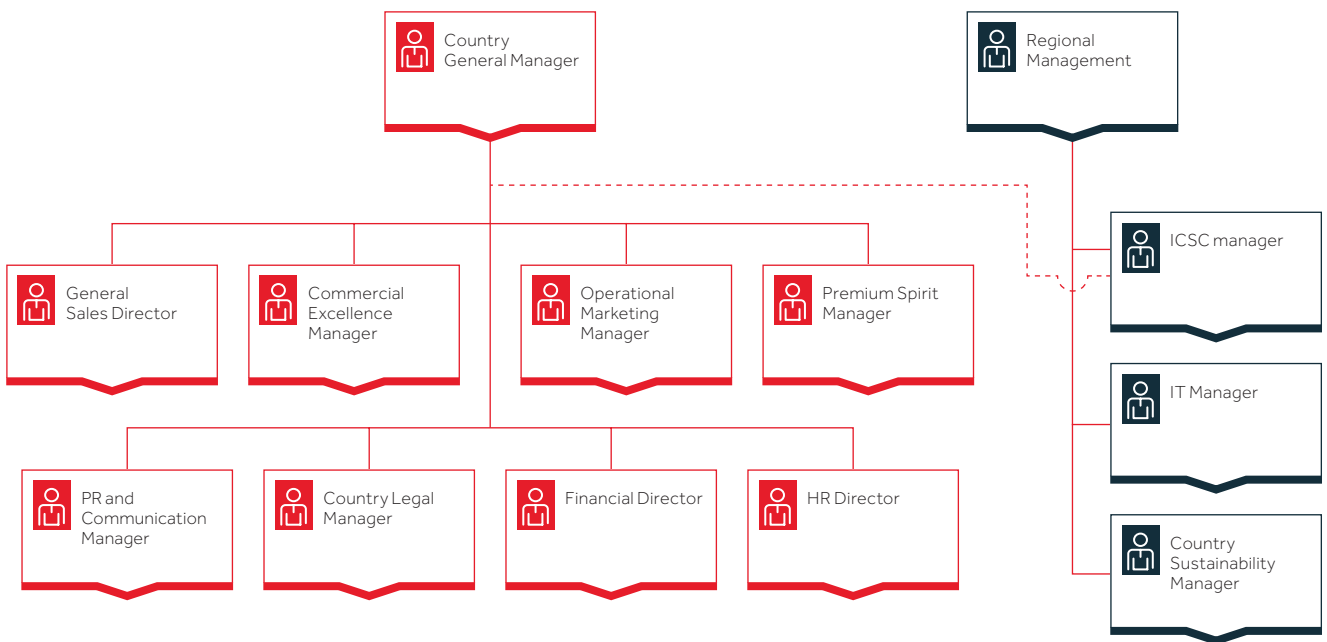 Country
General Manager
Regional
Management
ICSC manager
General
Sales Director
Commercial
Excellence
Manager
Operational
Marketing
Manager
Premium Spirit
Manager
IT Manager
PR and
Communication
Manager
Country Legal
Manager
Financial Director
HR Director
Country
Sustainability
Manager